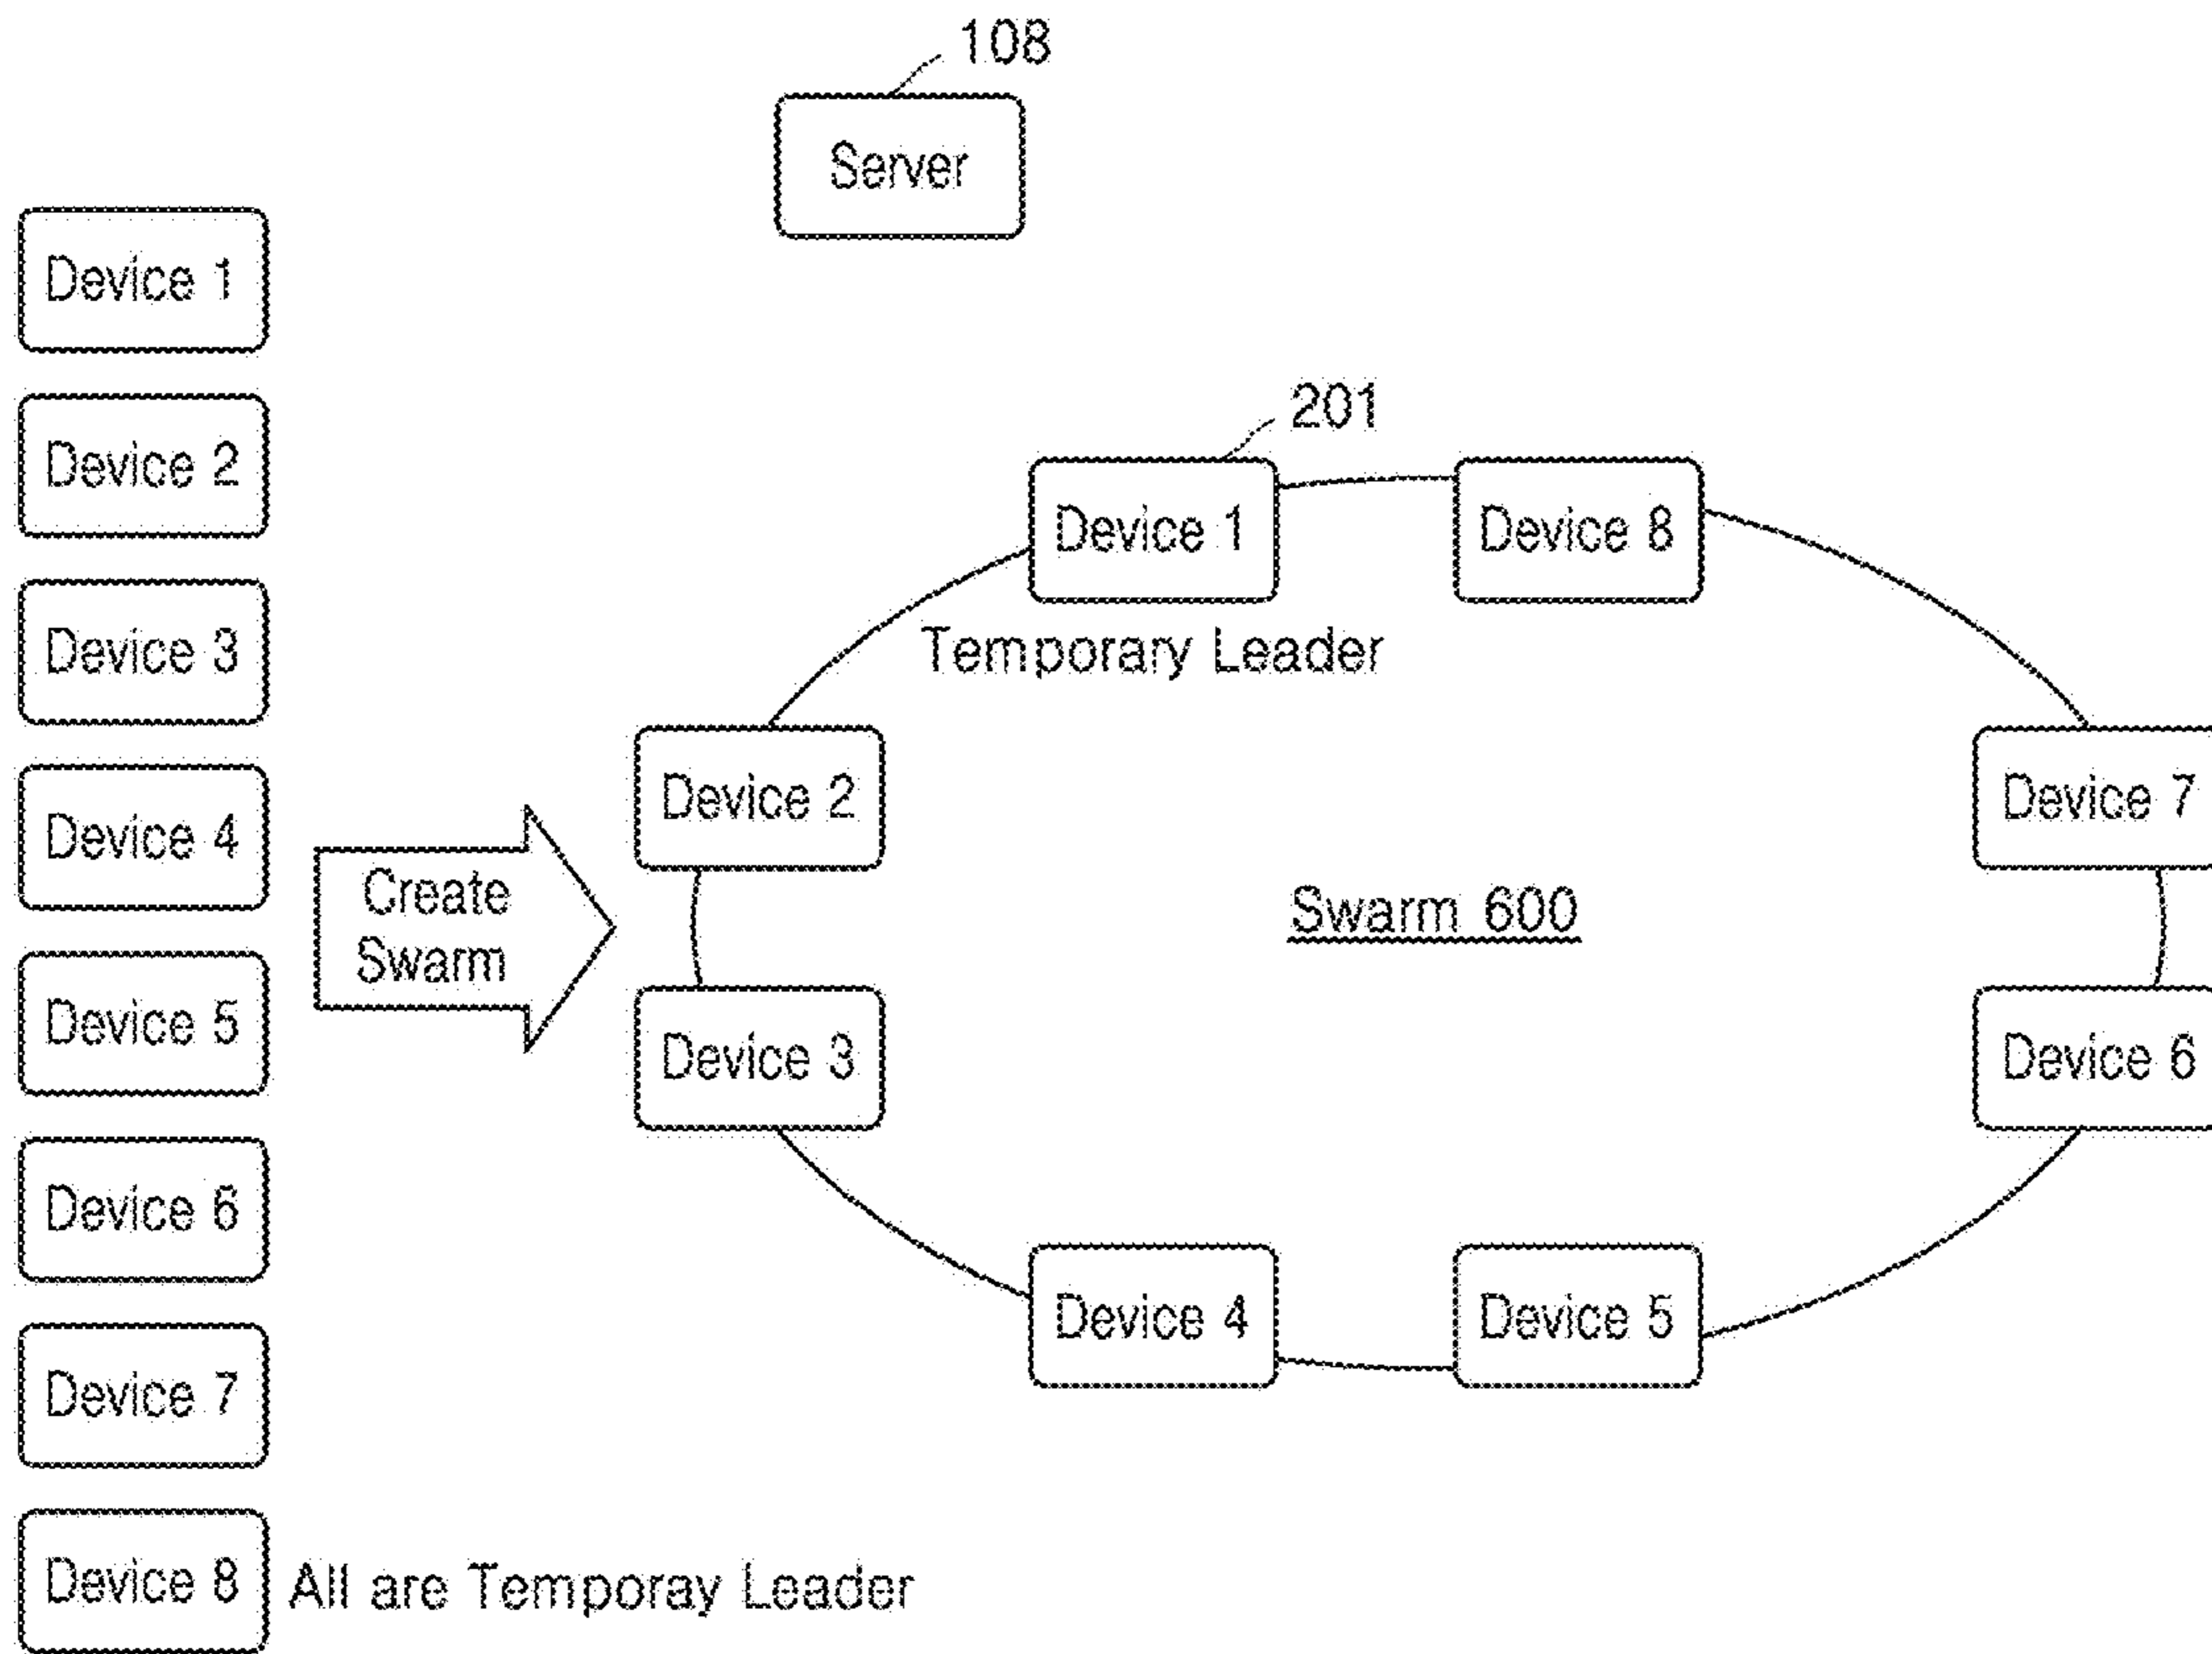 108
Server
Device 1
Device 2
Device 3
Device 4
Device 5
Device 6
Device 7
Device 8
All are Temporay Leader
Create
Swarm
201
Device 1
Device 8
Temporary Leader
Device 2
Device 7
Swarm 600
Device 3
Device 6
Device 4
Device 5